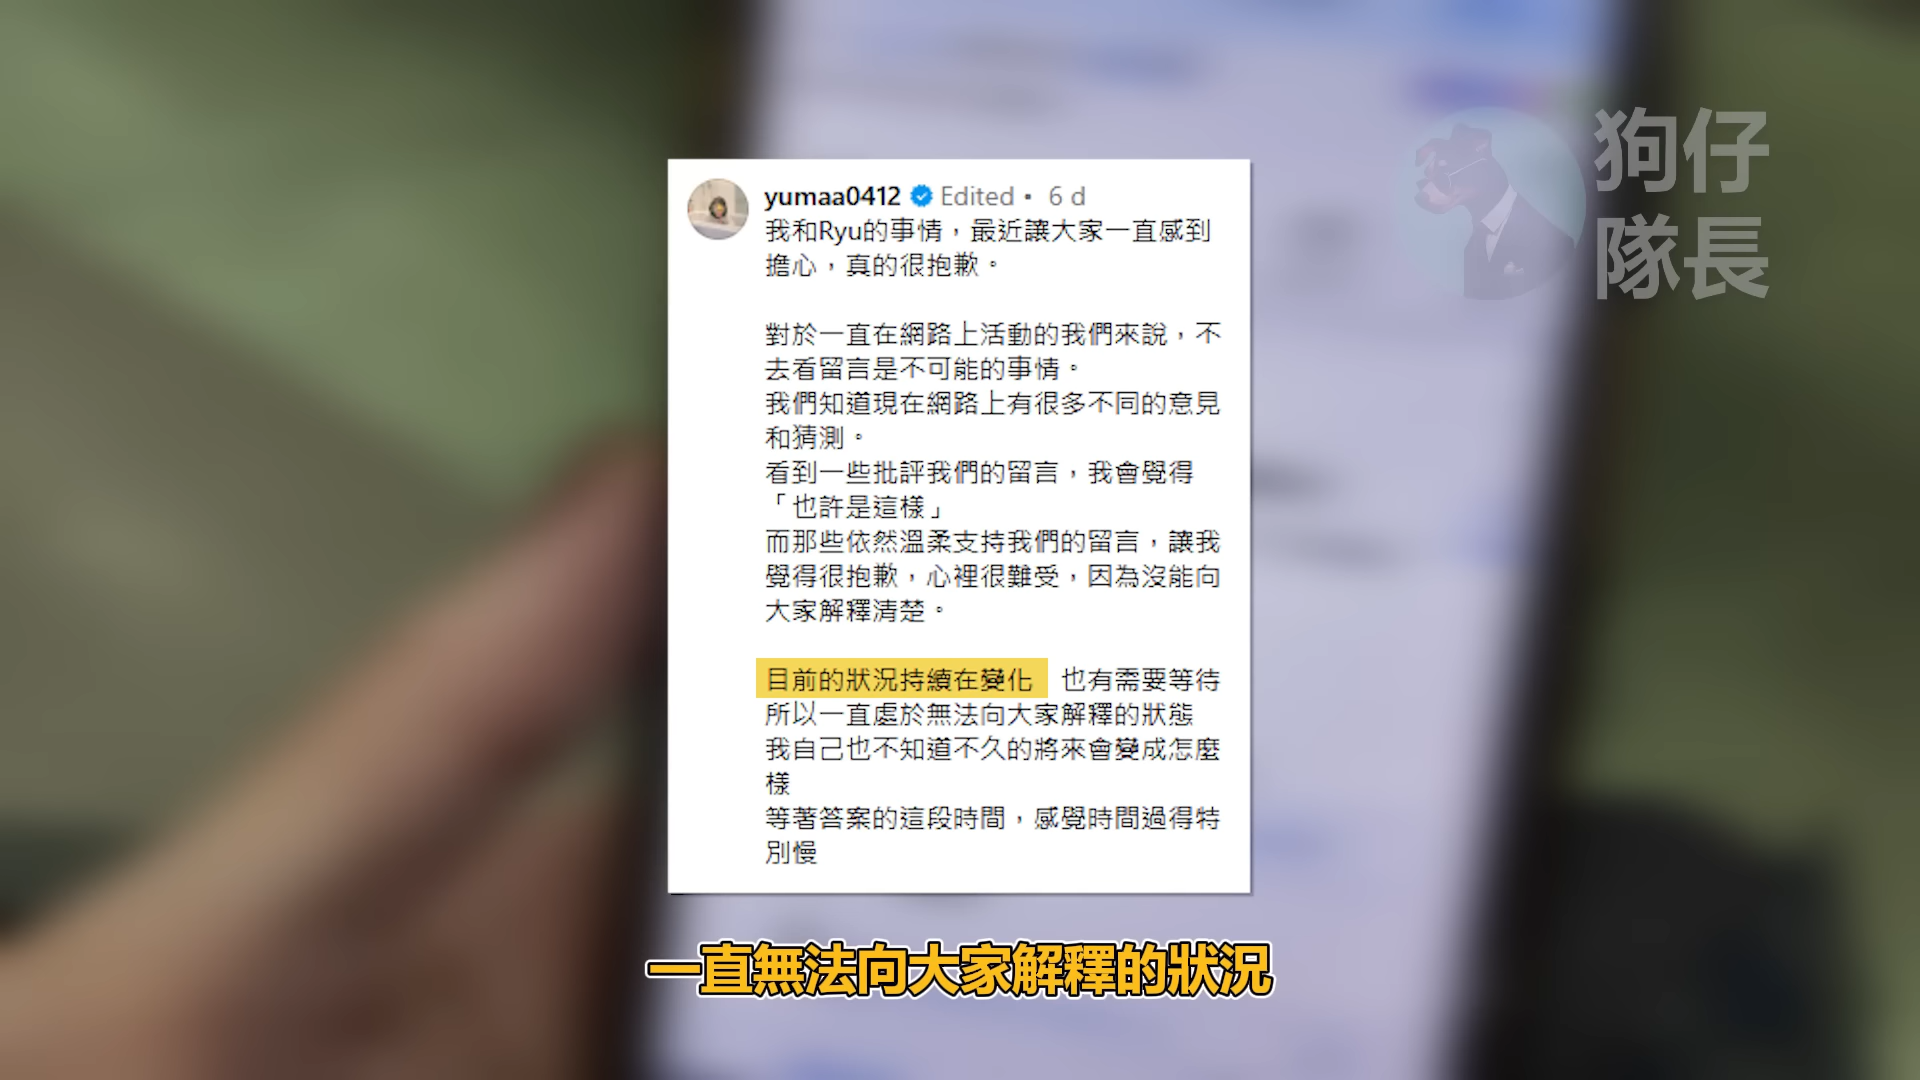 狗仔
隊長
yumaa0412 Edited • 6 d
我和Ryu的事情，最近讓大家一直感到
擔心，真的很抱歉。
對於一直在網路上活動的我們來說，不
去看留言是不可能的事情。
我們知道現在網路上有很多不同的意見
和猜測。
看到一些批評我們的留言，我會覺得
「也許是這樣」
而那些依然溫柔支持我們的留言，讓我
覺得很抱歉，心裡很難受，因為沒能向
大家解釋清楚。
目前的狀況持續在變化 也有需要等待
所以一直處於無法向大家解釋的狀態
我自己也不知道不久的將來會變成怎麼
樣
等著答案的這段時間，感覺時間過得特
別慢
一直無法向大家解釋的狀況